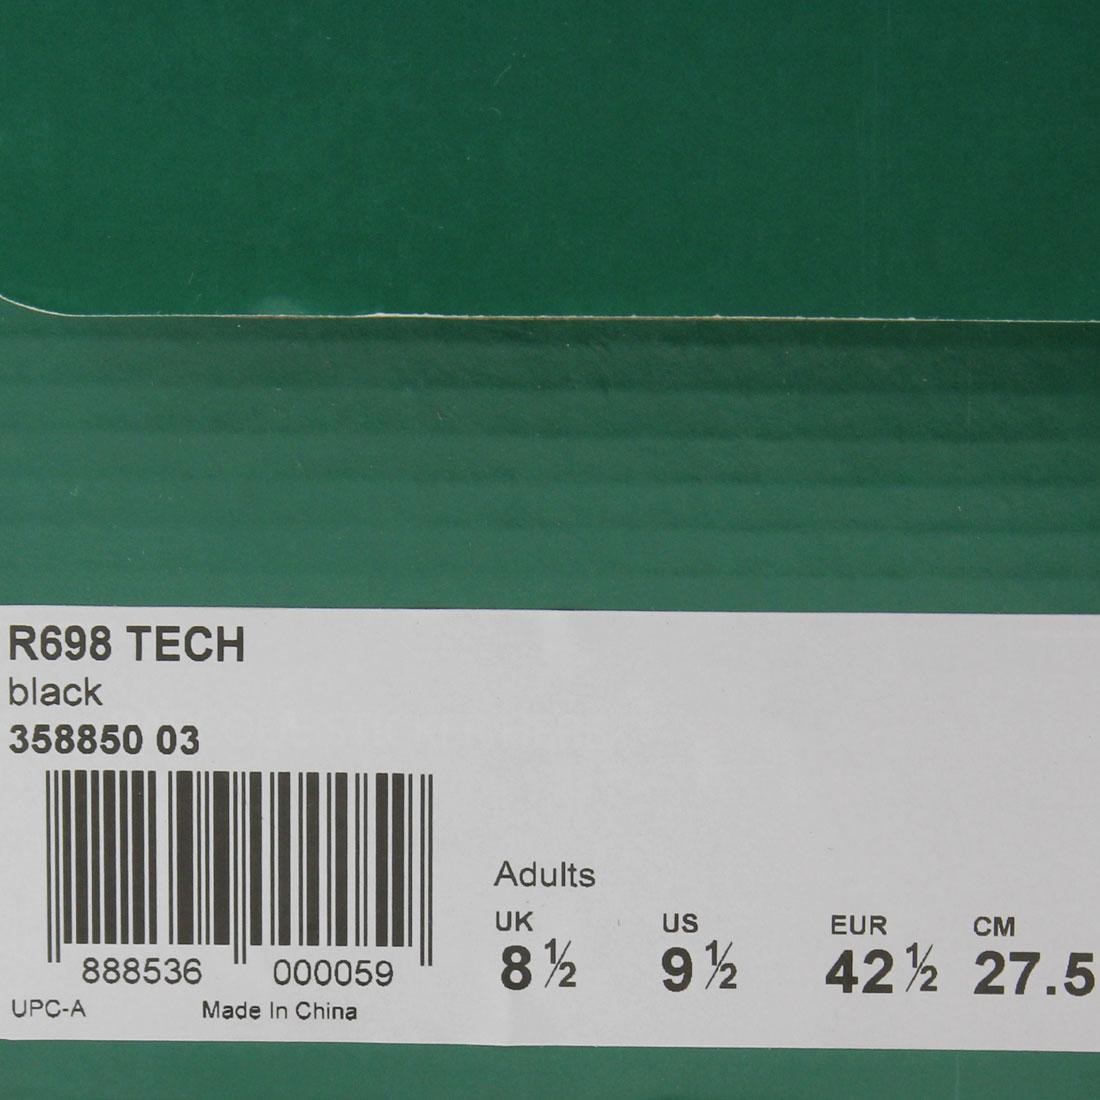 R698 TECH
black
358850 03
888536 000059
UPC-A Made In China
Adults
UK US EUR CM
8 ½ 9 ½ 42 ½ 27.5